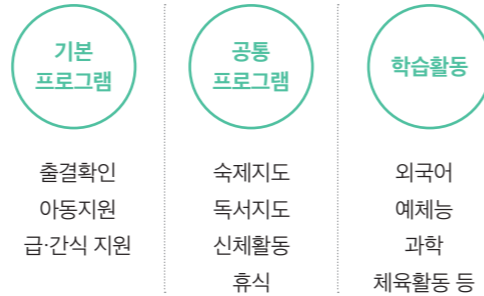 기본
프로그램
출결확인
아동지원
급·간식 지원
공통
프로그램
숙제지도
독서지도
신체활동
휴식
학습활동
외국어
예체능
과학
체육활동 등